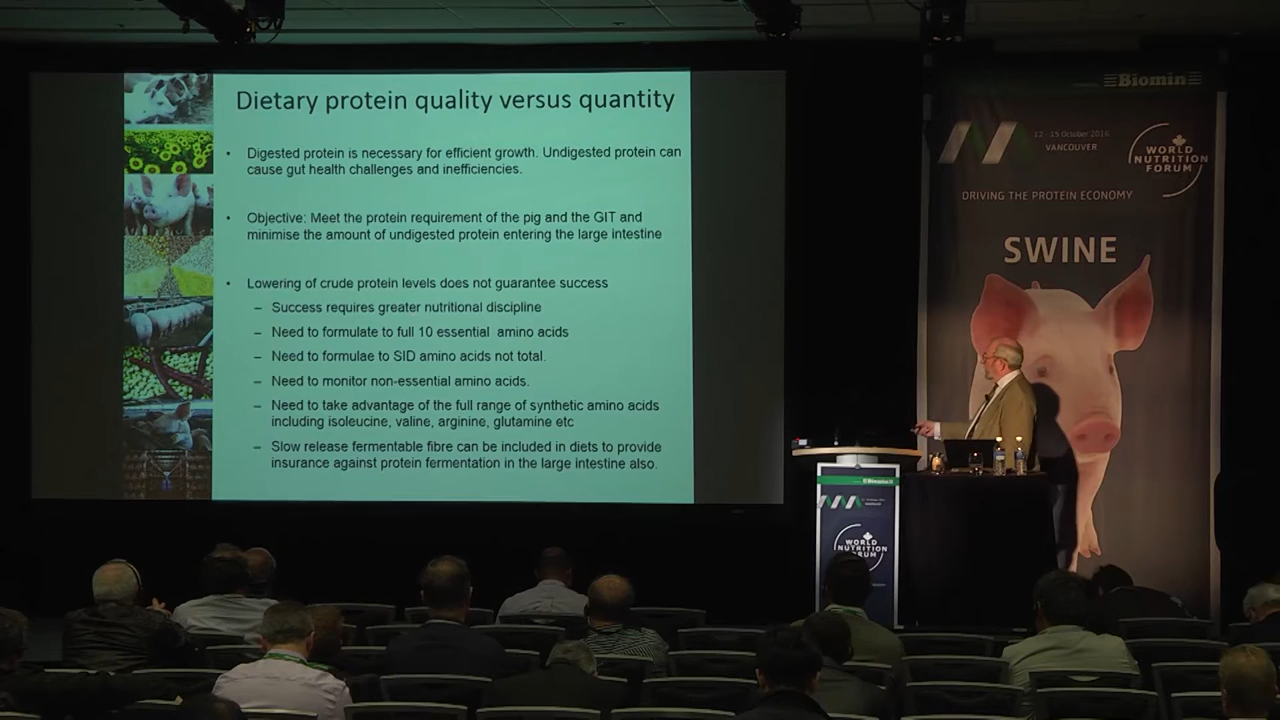 Dietary protein quality versus quantity
• Digested protein is necessary for efficient growth. Undigested protein can
cause gut health challenges and inefficiencies.
• Objective: Meet the protein requirement of the pig and the GIT and
minimise the amount of undigested protein entering the large intestine
• Lowering of crude protein levels does not guarantee success
– Success requires greater nutritional discipline
– Need to formulate to full 10 essential amino acids
– Need to formulae to SID amino acids not total.
– Need to monitor non-essential amino acids.
– Need to take advantage of the full range of synthetic amino acids
including isoleucine, valine, arginine, glutamine etc
– Slow release fermentable fibre can be included in diets to provide
insurance against protein fermentation in the large intestine also.
Biomin
12 - 15 October 2016
VANCOUVER
WORLD
NUTRITION
FORUM
DRIVING THE PROTEIN ECONOMY
SWINE
Biomin
VANCOUVER
WORLD
NUTRITION
FORUM